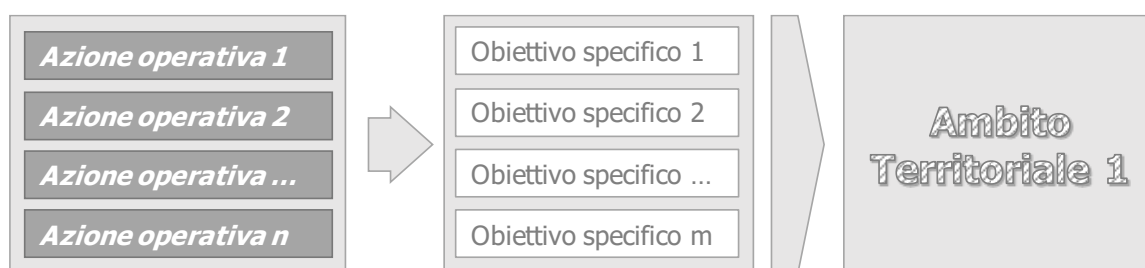 Azione operativa 1
Azione operativa 2
Azione operativa ...
Azione operativa n
Obiettivo specifico 1
Obiettivo specifico 2
Obiettivo specifico ...
Obiettivo specifico m
Ambito
Territoriale 1